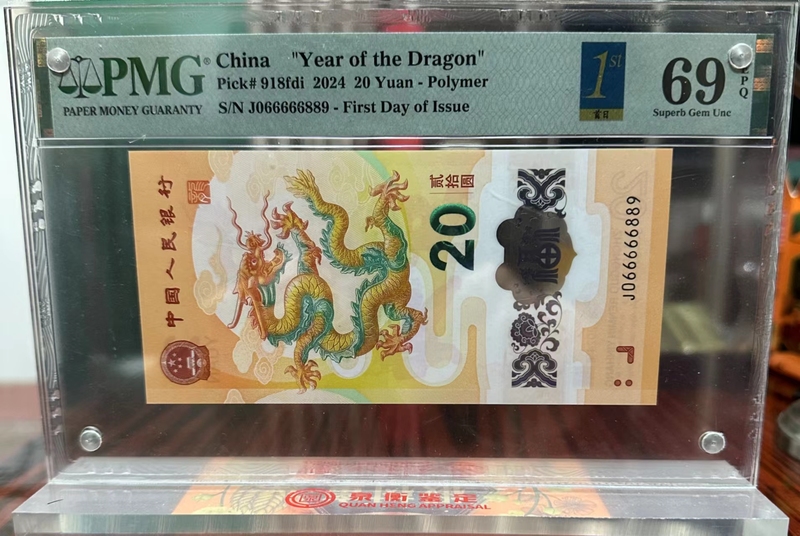 PMG
PAPER MONEY GUARANTY
China "Year of the Dragon"
Pick# 918fdi 2024 20 Yuan - Polymer
S/N J066666889 - First Day of Issue
1st
首日
69
EPQ
Superb Gem Unc
中国人民银行
贰拾圆
20
福
J066666889
泉衡鉴定
QUAN HENG APPRAISAL